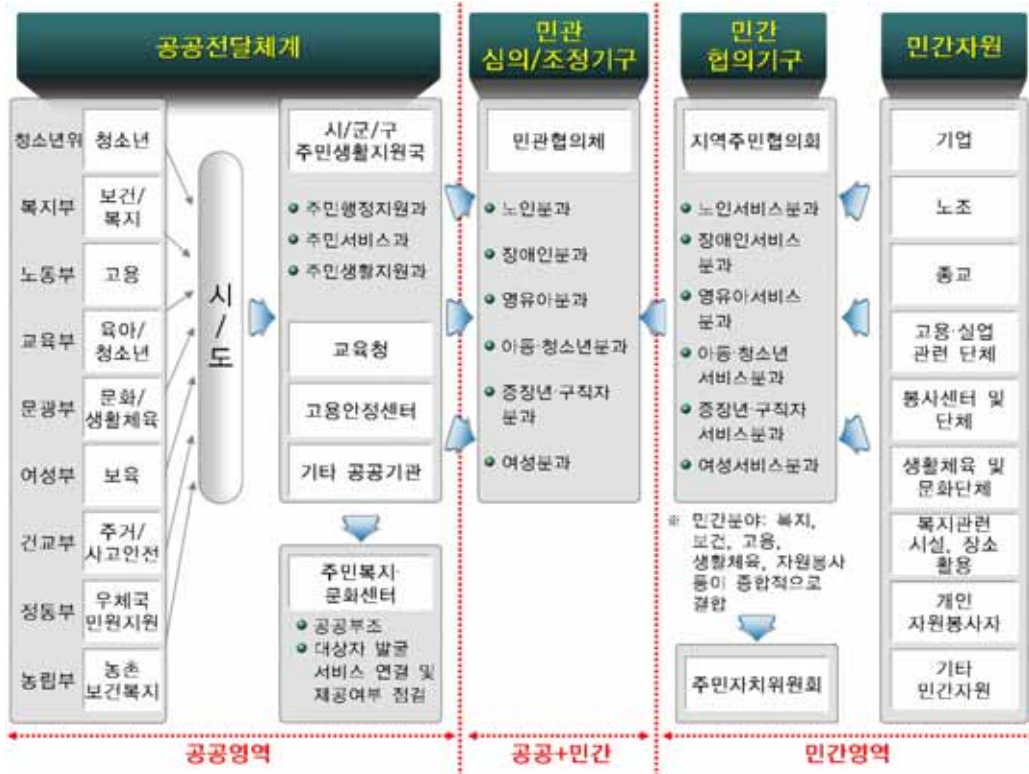 공공전달체계
민관
심의/조정기구
민간
협의기구
민간자원
청소년위
청소년
복지부
보건/
복지
노동부
고용
교육부
육아/
청소년
문광부
문화/
생활체육
여성부
보육
건교부
주거/
사고안전
정통부
우체국
민원지원
농림부
농촌
보건복지
시/도
시/군/구
주민생활지원국
주민행정지원과
주민서비스과
주민생활지원과
교육청
고용안정센터
기타 공공기관
주민복지·
문화센터
공공부조
대상자 발굴
서비스 연결 및
제공여부 점검
민관협의체
노인분과
장애인분과
영유아분과
아동·청소년분과
중장년·구직자
분과
여성분과
지역주민협의회
노인서비스분과
장애인서비스
분과
영유아서비스
분과
아동·청소년
서비스분과
중장년·구직자
서비스분과
여성서비스분과
※ 민간분야: 복지,
보건, 고용,
생활체육, 자원봉사
등이 종합적으로
결합
주민자치위원회
기업
노조
종교
고용·실업
관련 단체
봉사센터 및
단체
생활체육 및
문화단체
복지관련
시설, 장소
활용
개인
자원봉사자
기타
민간자원
공공영역
공공+민간
민간영역